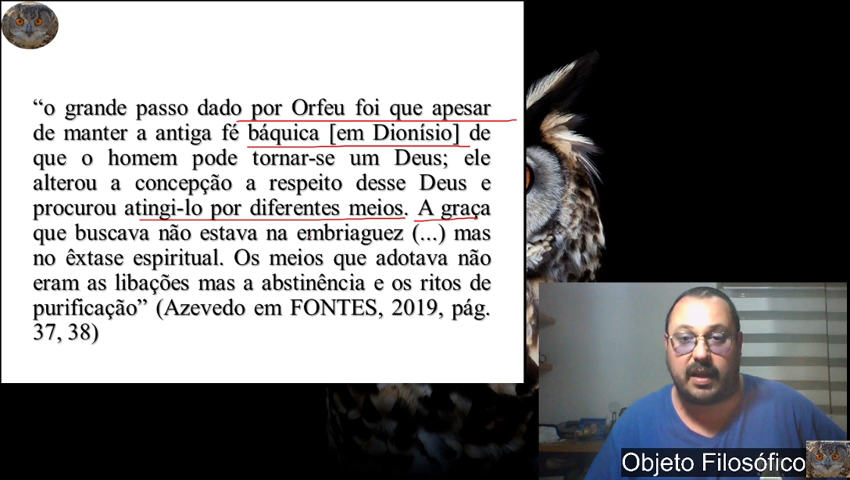 “o grande passo dado por Orfeu foi que apesar
de manter a antiga fé báquica [em Dionísio] de
que o homem pode tornar-se um Deus; ele
alterou a concepção a respeito desse Deus e
procurou atingi-lo por diferentes meios. A graça
que buscava não estava na embriaguez (...) mas
no êxtase espiritual. Os meios que adotava não
eram as libações mas a abstinência e os ritos de
purificação” (Azevedo em FONTES, 2019, pág.
37, 38)
Objeto Filosófico